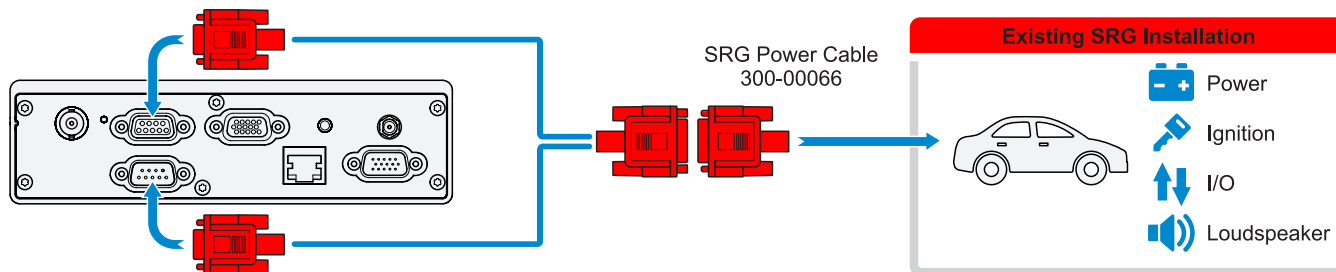 SRG Power Cable
300-00066
Existing SRG Installation
Power
Ignition
I/O
Loudspeaker